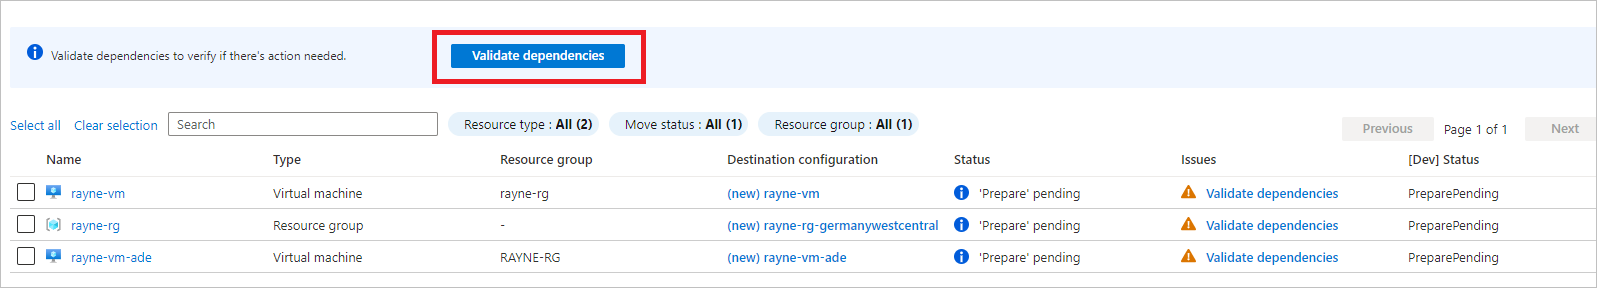 Validate dependencies to verify if there's action needed. Validate dependencies
Select all Clear selection Search Resource type : All (2) Move status : All (1) Resource group : All (1) Previous Page 1 of 1 Next
Name Type Resource group Destination configuration Status Issues [Dev] Status
rayne-vm Virtual machine rayne-rg (new) rayne-vm 'Prepare' pending Validate dependencies PreparePending
rayne-rg Resource group - (new) rayne-rg-germanywestcentral 'Prepare' pending Validate dependencies PreparePending
rayne-vm-ade Virtual machine RAYNE-RG (new) rayne-vm-ade 'Prepare' pending Validate dependencies PreparePending